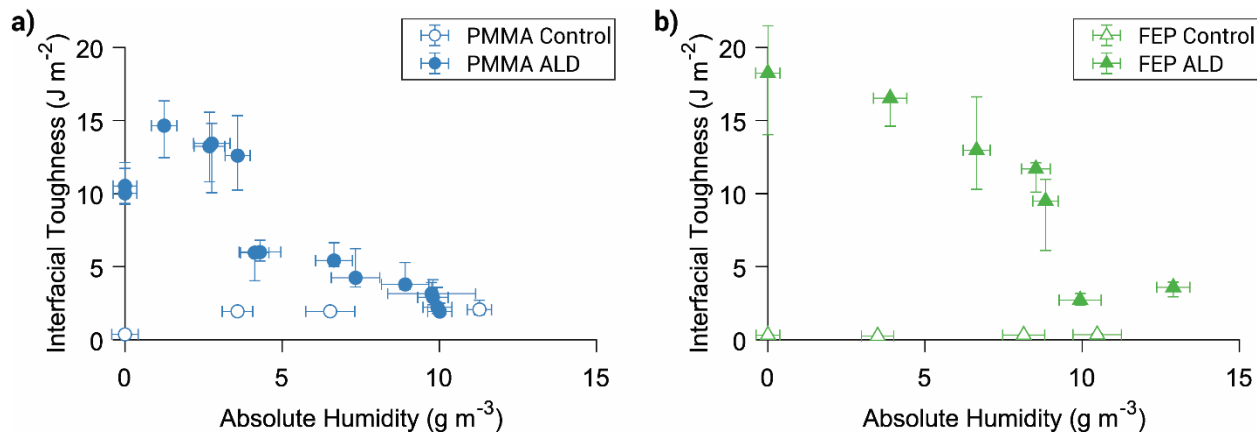 a)
PMMA Control
PMMA ALD
Interfacial Toughness (J m⁻²)
20
15
10
5
0
0 5 10 15
Absolute Humidity (g m⁻³)
b)
FEP Control
FEP ALD
Interfacial Toughness (J m⁻²)
20
15
10
5
0
0 5 10 15
Absolute Humidity (g m⁻³)